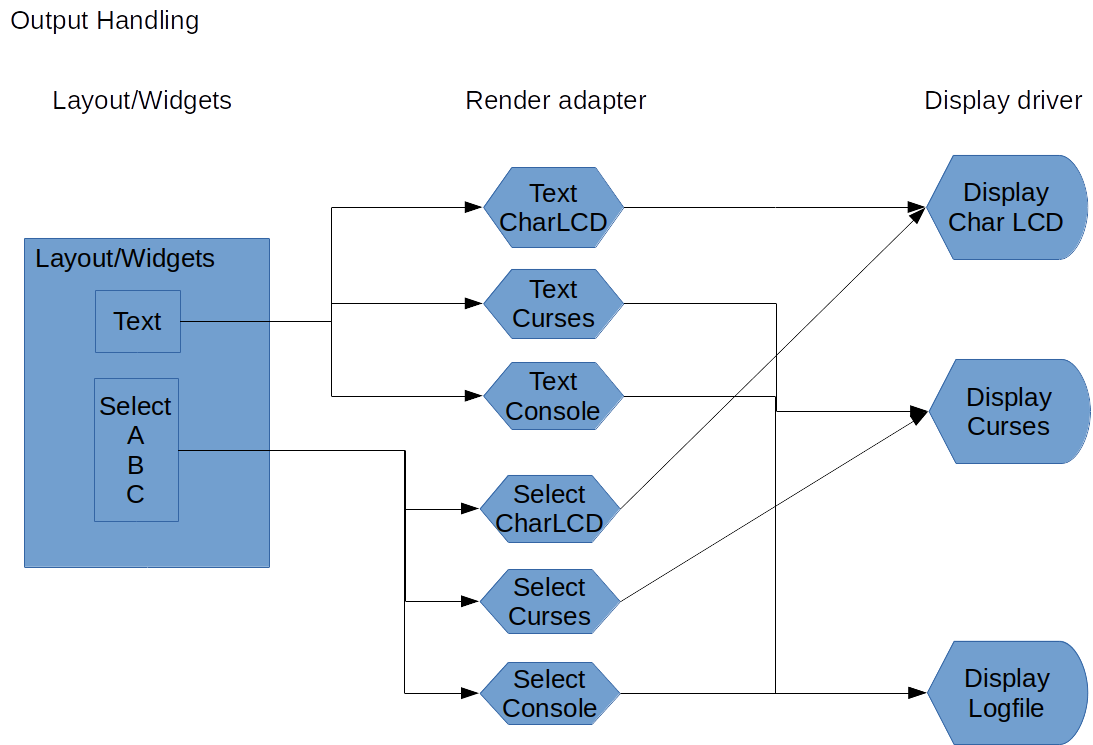 Output Handling
Layout/Widgets
Render adapter
Display driver
Layout/Widgets
Text
Select
A
B
C
Text
CharLCD
Text
Curses
Text
Console
Select
CharLCD
Select
Curses
Select
Console
Display
Char LCD
Display
Curses
Display
Logfile